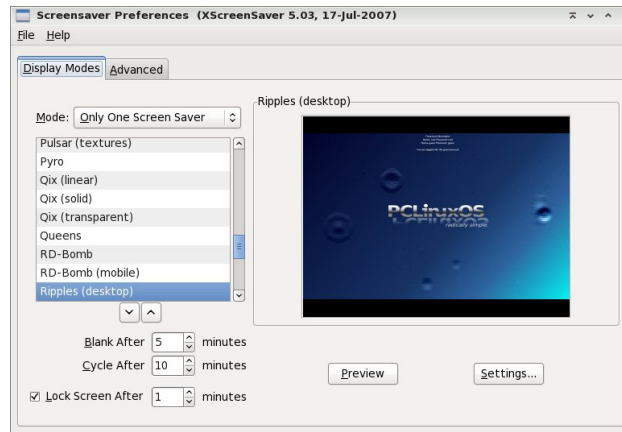 Screensaver Preferences (XScreenSaver 5.03, 17-Jul-2007)
File Help
Display Modes Advanced
Mode: Only One Screen Saver
Pulsar (textures)
Pyro
Qix (linear)
Qix (solid)
Qix (transparent)
Queens
RD-Bomb
RD-Bomb (mobile)
Ripples (desktop)
Blank After 5 minutes
Cycle After 10 minutes
Lock Screen After 1 minutes
Ripples (desktop)
PCLinuxOS
radically simple
Preview Settings...